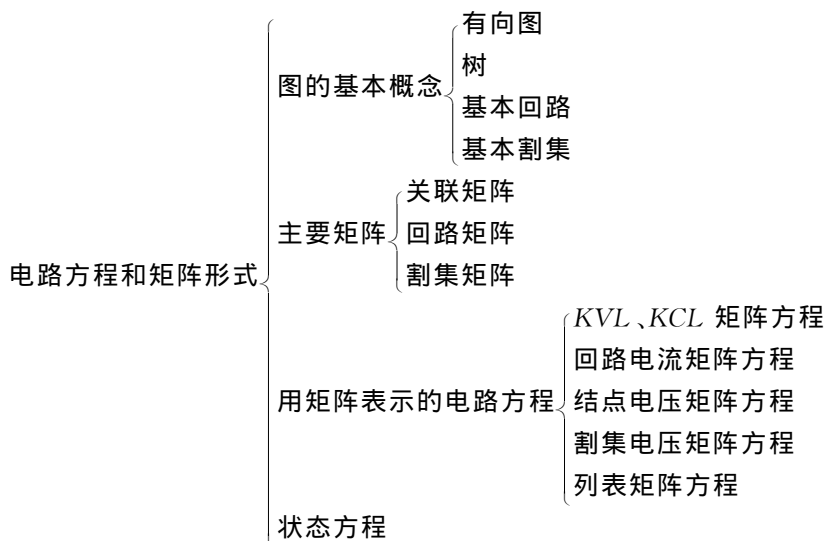 有向图
树
图的基本概念
基本回路
基本割集
关联矩阵
主要矩阵
回路矩阵
割集矩阵
电路方程和矩阵形式
KVL、KCL 矩阵方程
回路电流矩阵方程
用矩阵表示的电路方程
结点电压矩阵方程
割集电压矩阵方程
列表矩阵方程
状态方程